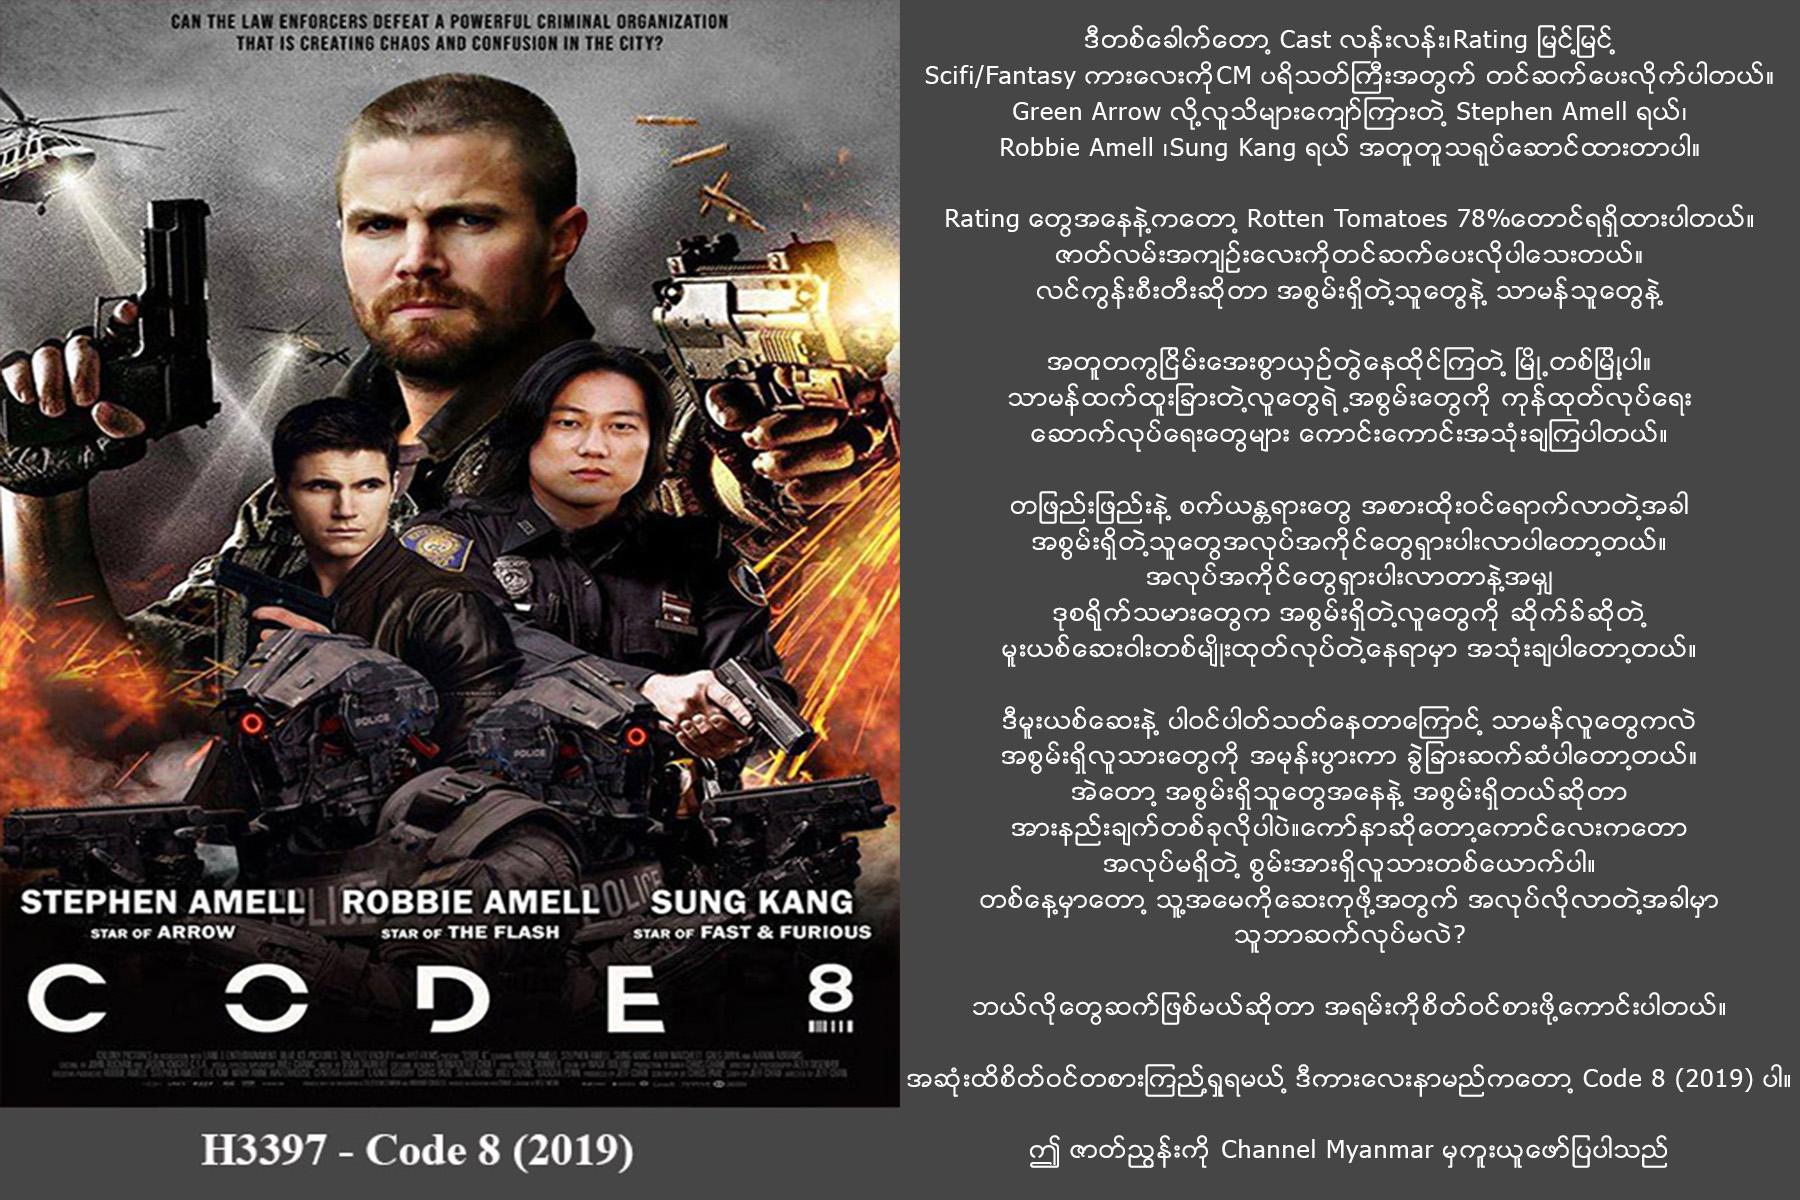 CAN THE LAW ENFORCERS DEFEAT A POWERFUL CRIMINAL ORGANIZATION
THAT IS CREATING CHAOS AND CONFUSION IN THE CITY?
POLICE
POLICE
POLICE
POLICE
STEPHEN AMELL ROBBIE AMELL SUNG KANG
STAR OF ARROW STAR OF THE FLASH STAR OF FAST & FURIOUS
CODE 8
H3397 - Code 8 (2019)
ဒီတစ်ခေါက်တော့ Cast လန်းလန်း၊Rating မြင့်မြင့်
Scifi/Fantasy ကားလေးကိုCM ပရိသတ်ကြီးအတွက် တင်ဆက်ပေးလိုက်ပါတယ်။
Green Arrow လို့လူသိများကျော်ကြားတဲ့ Stephen Amell ရယ်၊
Robbie Amell ၊Sung Kang ရယ် အတူတူသရုပ်ဆောင်ထားတာပါ။
Rating တွေအနေနဲ့ကတော့ Rotten Tomatoes 78%တောင်ရရှိထားပါတယ်။
ဇာတ်လမ်းအကျဉ်းလေးကိုတင်ဆက်ပေးလိုပါသေးတယ်။
လင်ကွန်းစီးတီးဆိုတာ အစွမ်းရှိတဲ့သူတွေနဲ့ သာမန်သူတွေနဲ့
အတူတကွငြိမ်းအေးစွာယှဉ်တွဲနေထိုင်ကြတဲ့ မြို့တစ်မြို့ပါ။
သာမန်ထက်ထူးခြားတဲ့လူတွေရဲ့အစွမ်းတွေကို ကုန်ထုတ်လုပ်ရေး
ဆောက်လုပ်ရေးတွေများ ကောင်းကောင်းအသုံးချကြပါတယ်။
တဖြည်းဖြည်းနဲ့ စက်ယန္တရားတွေ အစားထိုးဝင်ရောက်လာတဲ့အခါ
အစွမ်းရှိတဲ့သူတွေအလုပ်အကိုင်တွေရှားပါးလာပါတော့တယ်။
အလုပ်အကိုင်တွေရှားပါးလာတာနဲ့အမျှ
ဒုစရိုက်သမားတွေက အစွမ်းရှိတဲ့လူတွေကို ဆိုက်ခ်ဆိုတဲ့
မူးယစ်ဆေးဝါးတစ်မျိုးထုတ်လုပ်တဲ့နေရာမှာ အသုံးချပါတော့တယ်။
ဒီမူးယစ်ဆေးနဲ့ ပါဝင်ပါတ်သတ်နေတာကြောင့် သာမန်လူတွေကလဲ
အစွမ်းရှိလူသားတွေကို အမုန်းပွားကာ ခွဲခြားဆက်ဆံပါတော့တယ်။
အဲတော့ အစွမ်းရှိသူတွေအနေနဲ့ အစွမ်းရှိတယ်ဆိုတာ
အားနည်းချက်တစ်ခုလိုပါပဲ။ကော်နာဆိုတော့ကောင်လေးကတော
အလုပ်မရှိတဲ့ စွမ်းအားရှိလူသားတစ်ယောက်ပါ။
တစ်နေ့မှာတော့ သူ့အမေကိုဆေးကုဖို့အတွက် အလုပ်လိုလာတဲ့အခါမှာ
သူဘာဆက်လုပ်မလဲ?
ဘယ်လိုတွေဆက်ဖြစ်မယ်ဆိုတာ အရမ်းကိုစိတ်ဝင်စားဖို့ကောင်းပါတယ်။
အဆုံးထိစိတ်ဝင်တစားကြည့်ရှုရမယ့် ဒီကားလေးနာမည်ကတော့ Code 8 (2019) ပါ။
ဤ ဇာတ်ညွှန်းကို Channel Myanmar မှကူးယူဖော်ပြပါသည်